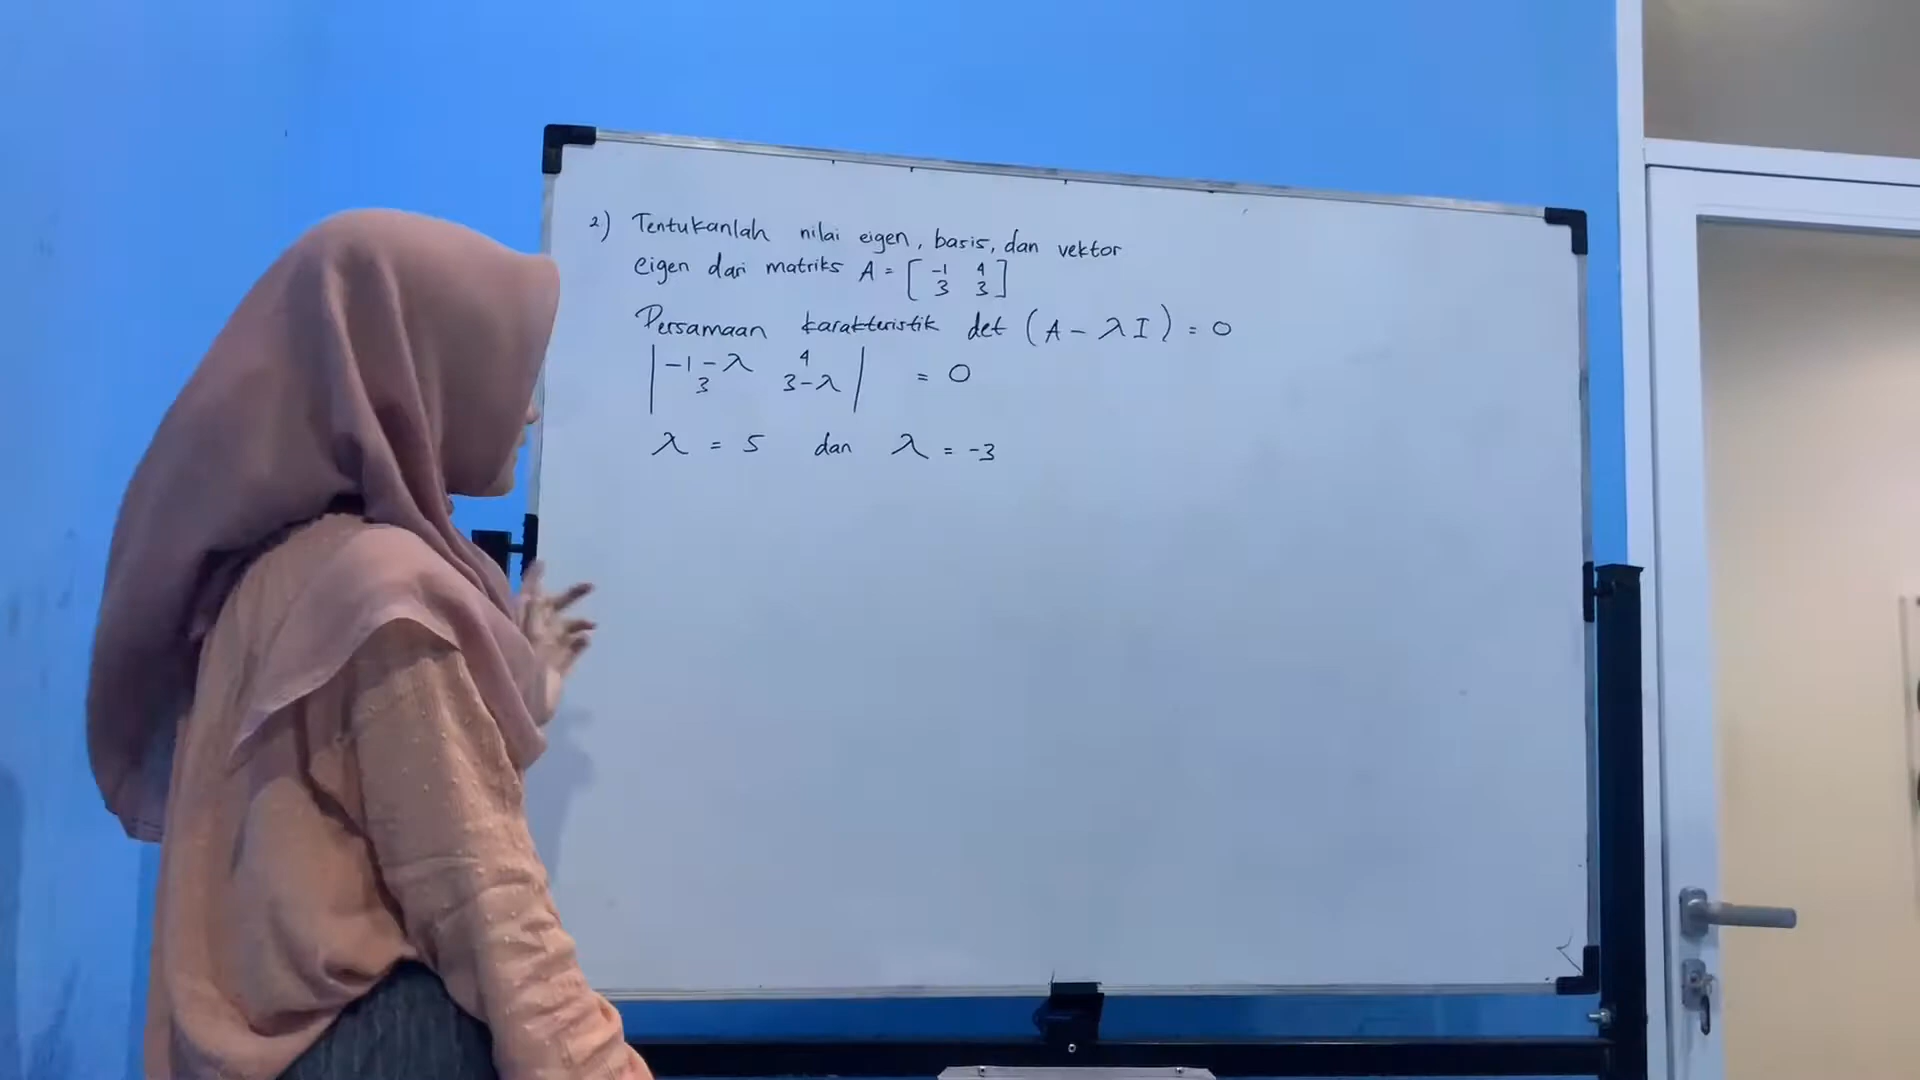 2) Tentukanlah nilai eigen, basis, dan vektor
eigen dari matriks A = [ -1 4
3 3 ]
Persamaan karakteristik det (A - λI) = 0
| -1-λ 4
3 3-λ | = 0
λ = 5 dan λ = -3